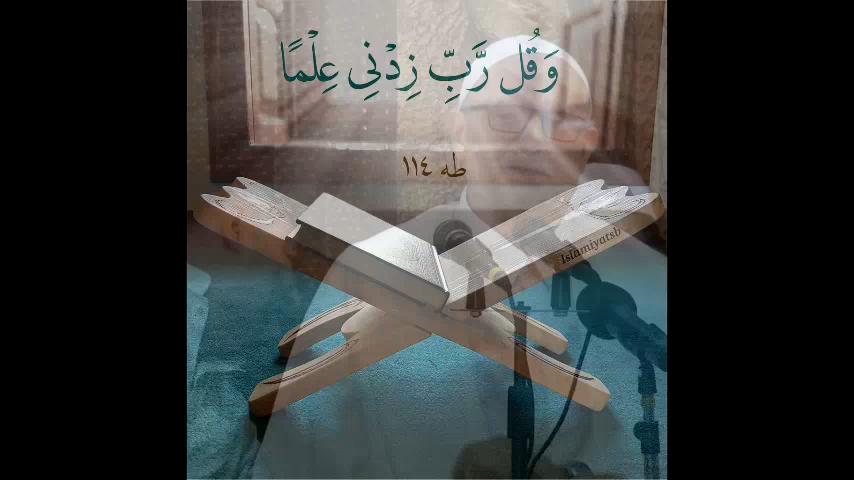 وَقُل رَّبِّ زِدْنِي عِلْمًا
طه ١١٤
Islamiyatsb